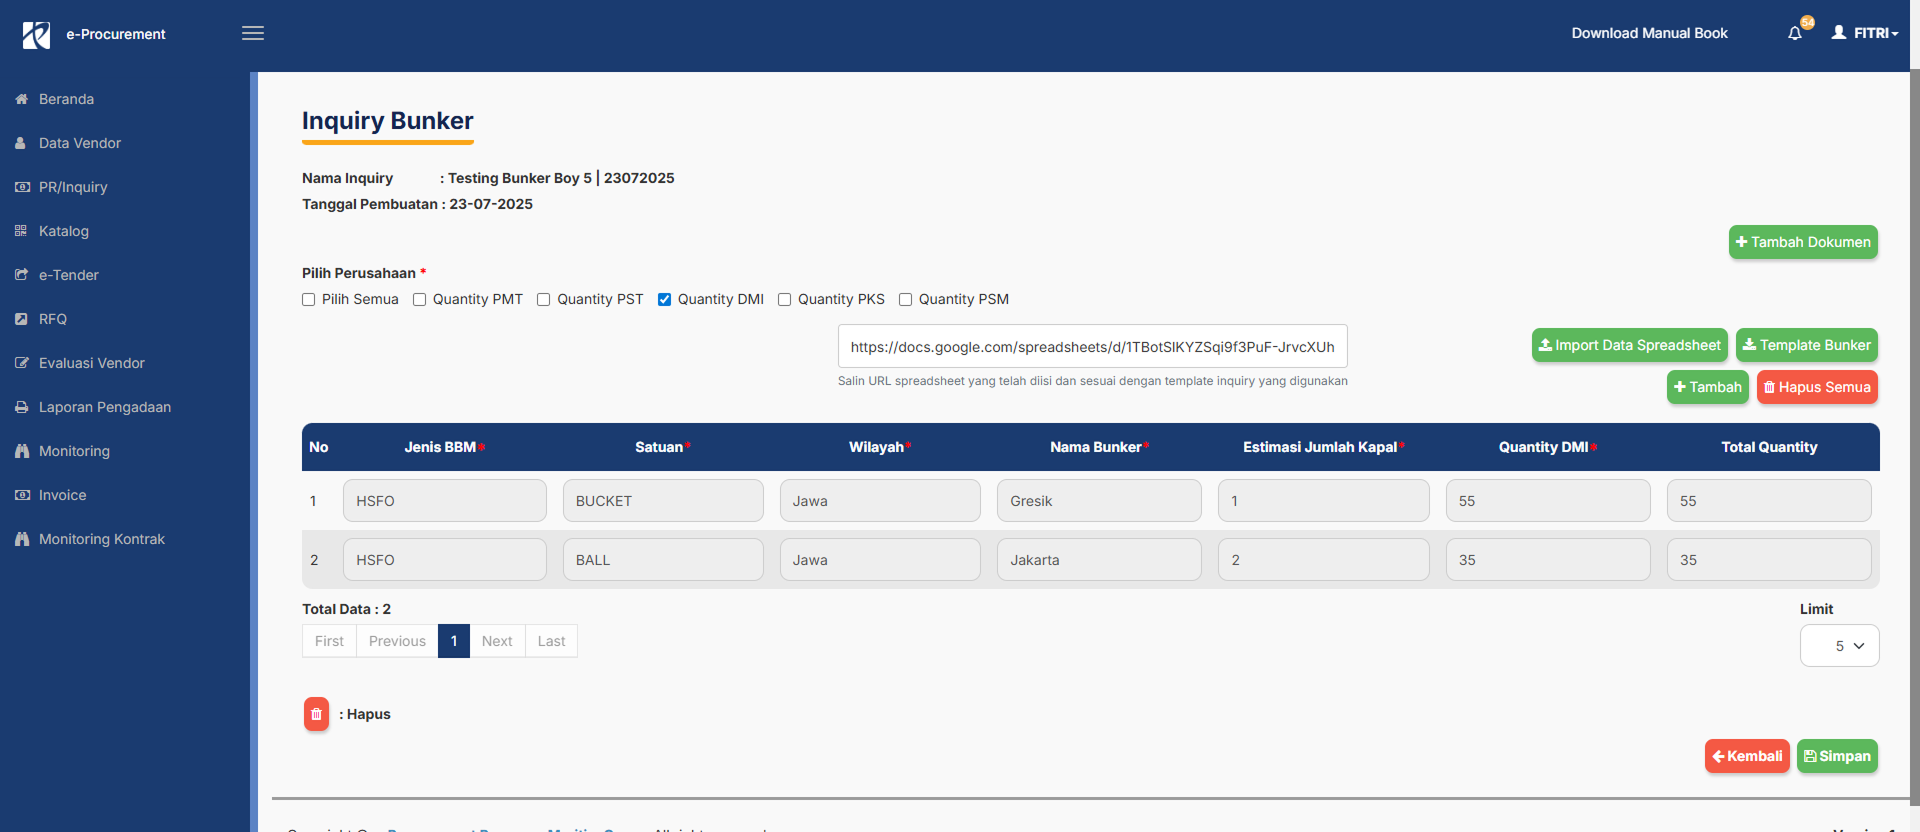 e-Procurement
Download Manual Book
54
FITRI
Beranda
Data Vendor
PR/Inquiry
Katalog
e-Tender
RFQ
Evaluasi Vendor
Laporan Pengadaan
Monitoring
Invoice
Monitoring Kontrak
Inquiry Bunker
Nama Inquiry : Testing Bunker Boy 5 | 23072025
Tanggal Pembuatan : 23-07-2025
Tambah Dokumen
Pilih Perusahaan *
Pilih Semua Quantity PMT Quantity PST Quantity DMI Quantity PKS Quantity PSM
https://docs.google.com/spreadsheets/d/1TBotSIKYZSqi9f3PuF-JrvcXUh
Salin URL spreadsheet yang telah diisi dan sesuai dengan template inquiry yang digunakan
Import Data Spreadsheet Template Bunker
Tambah Hapus Semua
No Jenis BBM* Satuan* Wilayah* Nama Bunker* Estimasi Jumlah Kapal* Quantity DMI* Total Quantity
1 HSFO BUCKET Jawa Gresik 1 55 55
2 HSFO BALL Jawa Jakarta 2 35 35
Total Data : 2
Limit
First Previous 1 Next Last
5
: Hapus
Kembali Simpan